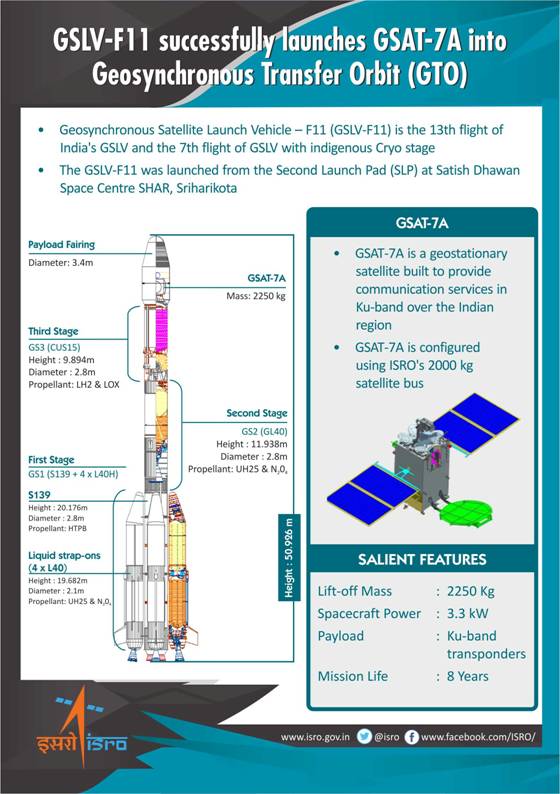 GSLV-F11 successfully launches GSAT-7A into
Geosynchronous Transfer Orbit (GTO)
• Geosynchronous Satellite Launch Vehicle – F11 (GSLV-F11) is the 13th flight of
India's GSLV and the 7th flight of GSLV with indigenous Cryo stage
• The GSLV-F11 was launched from the Second Launch Pad (SLP) at Satish Dhawan
Space Centre SHAR, Sriharikota
Payload Fairing
Diameter: 3.4m
GSAT-7A
Mass: 2250 kg
Third Stage
GS3 (CUS15)
Height : 9.894m
Diameter : 2.8m
Propellant: LH2 & LOX
Second Stage
GS2 (GL40)
Height : 11.938m
Diameter : 2.8m
Propellant: UH25 & N₂0₄
First Stage
GS1 (S139 + 4 x L40H)
S139
Height : 20.176m
Diameter : 2.8m
Propellant: HTPB
Liquid strap-ons
(4 x L40)
Height : 19.682m
Diameter : 2.1m
Propellant: UH25 & N₂0₄
Height : 50.926 m
GSAT-7A
• GSAT-7A is a geostationary
satellite built to provide
communication services in
Ku-band over the Indian
region
• GSAT-7A is configured
using ISRO's 2000 kg
satellite bus
SALIENT FEATURES
Lift-off Mass : 2250 Kg
Spacecraft Power : 3.3 kW
Payload : Ku-band
transponders
Mission Life : 8 Years
इसरो isro
www.isro.gov.in @isro www.facebook.com/ISRO/